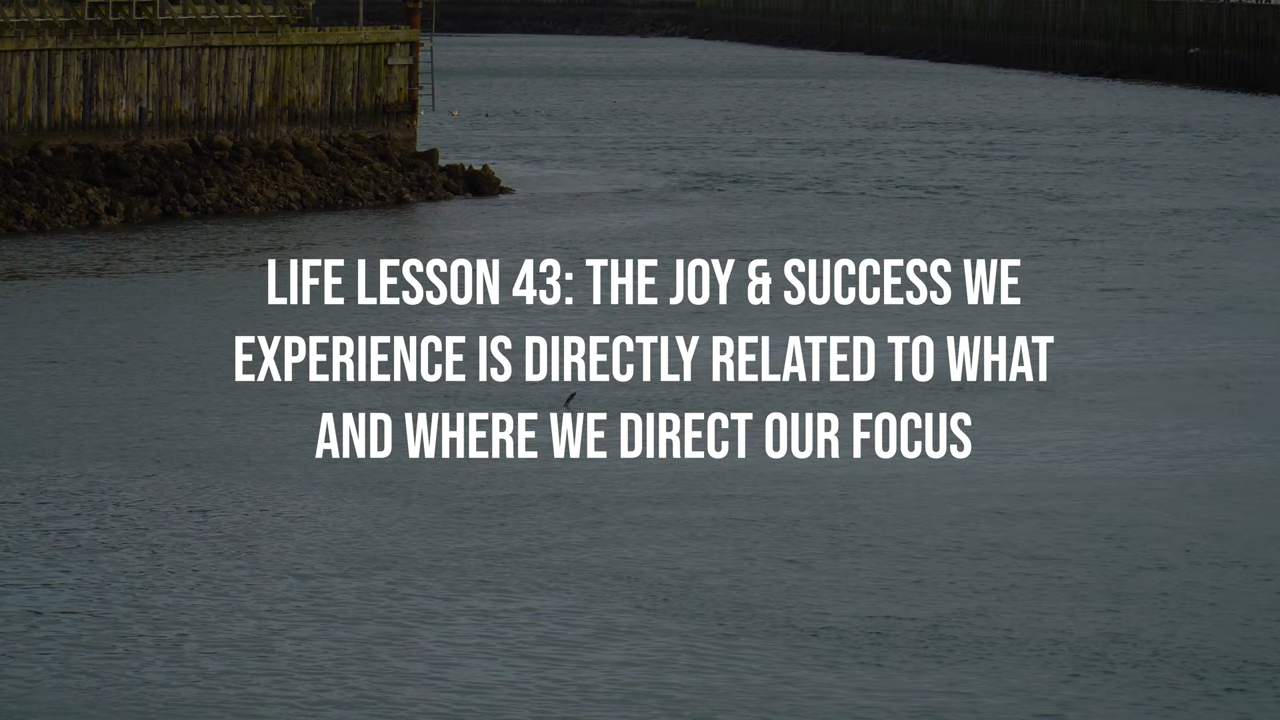 LIFE LESSON 43: THE JOY & SUCCESS WE
EXPERIENCE IS DIRECTLY RELATED TO WHAT
AND WHERE WE DIRECT OUR FOCUS